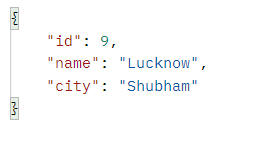 {
"id": 9,
"name": "Lucknow",
"city": "Shubham"
}